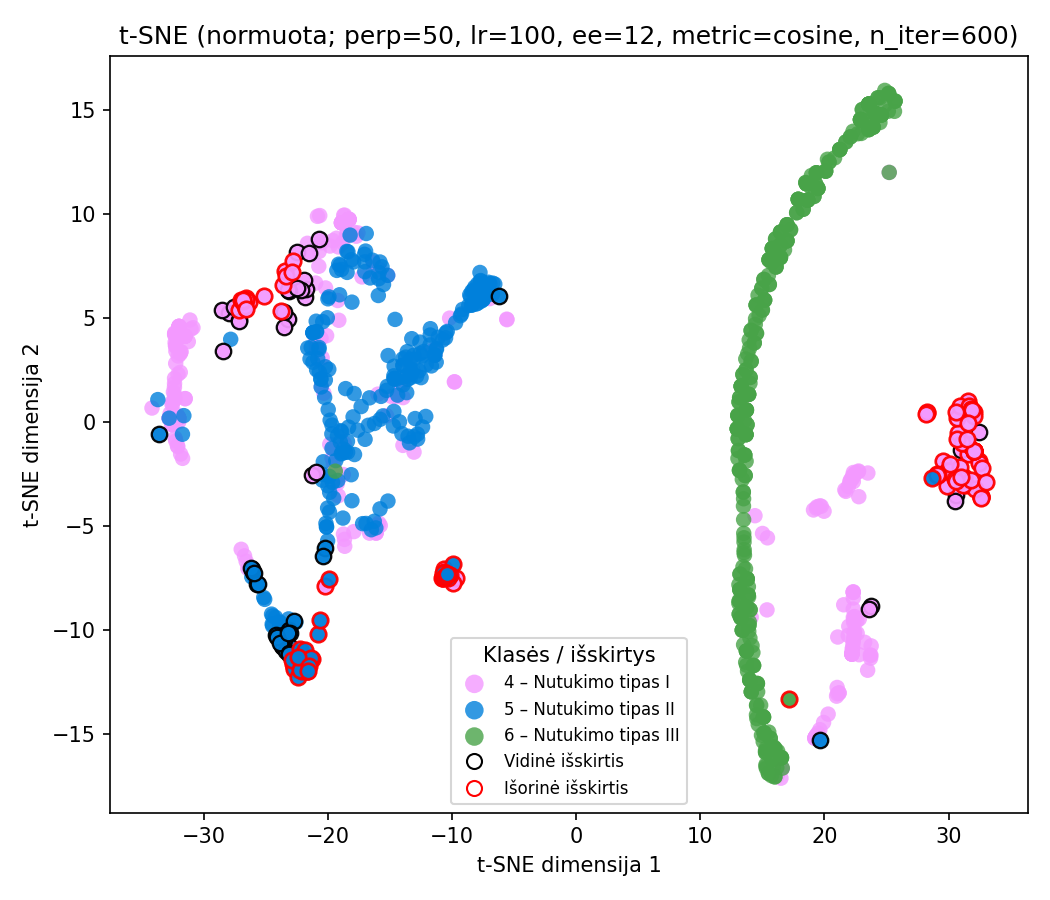 t-SNE (normuota; perp=50, lr=100, ee=12, metric=cosine, n_iter=600)
15
10
5
0
−5
−10
−15
t-SNE dimensija 2
Klasės / išskirtys
4 – Nutukimo tipas I
5 – Nutukimo tipas II
6 – Nutukimo tipas III
Vidinė išskirtis
Išorinė išskirtis
−30 −20 −10 0 10 20 30
t-SNE dimensija 1